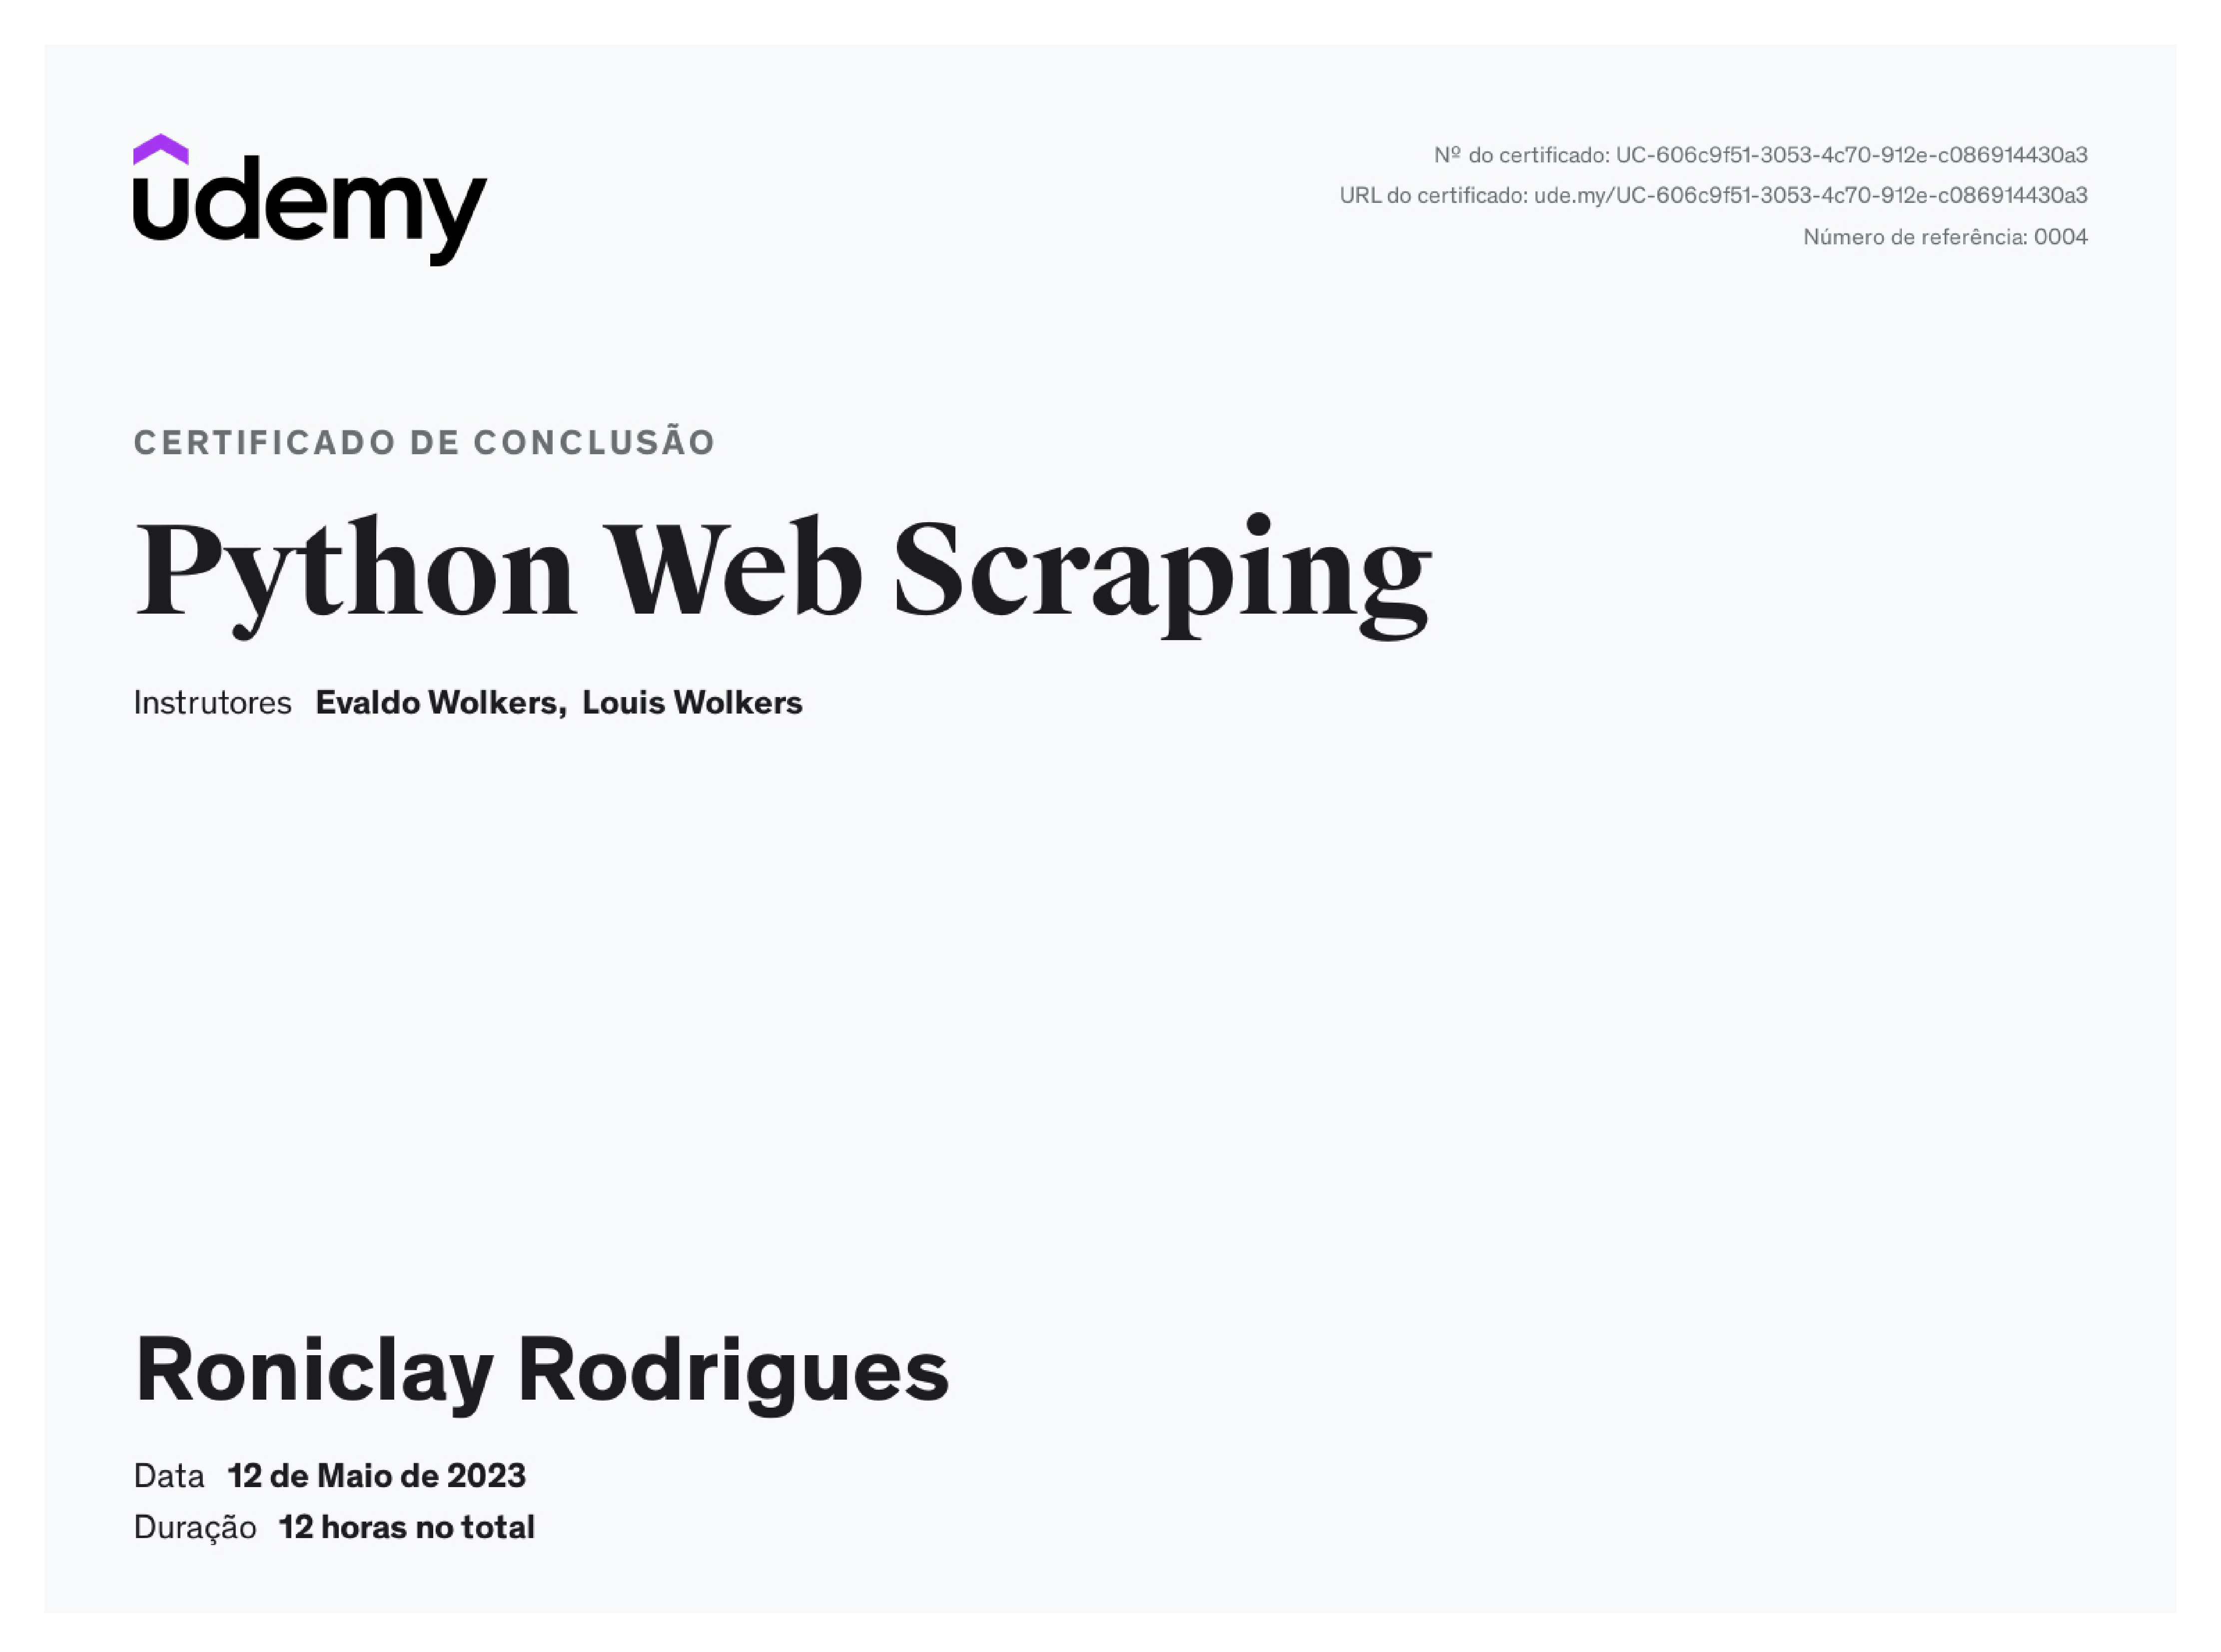 udemy
Nº do certificado: UC-606c9f51-3053-4c70-912e-c086914430a3
URL do certificado: ude.my/UC-606c9f51-3053-4c70-912e-c086914430a3
Número de referência: 0004
CERTIFICADO DE CONCLUSÃO
Python Web Scraping
Instrutores Evaldo Wolkers, Louis Wolkers
Roniclay Rodrigues
Data 12 de Maio de 2023
Duração 12 horas no total